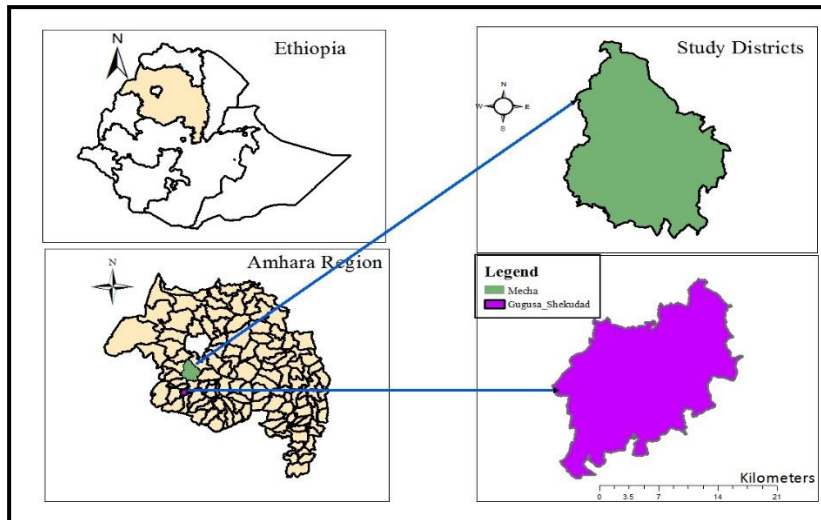 N
Ethiopia
Study Districts
N
W E
S
N
Amhara Region
Legend
Mecha
Gugusa_Shekudad
Kilometers
0 3.5 7 14 21